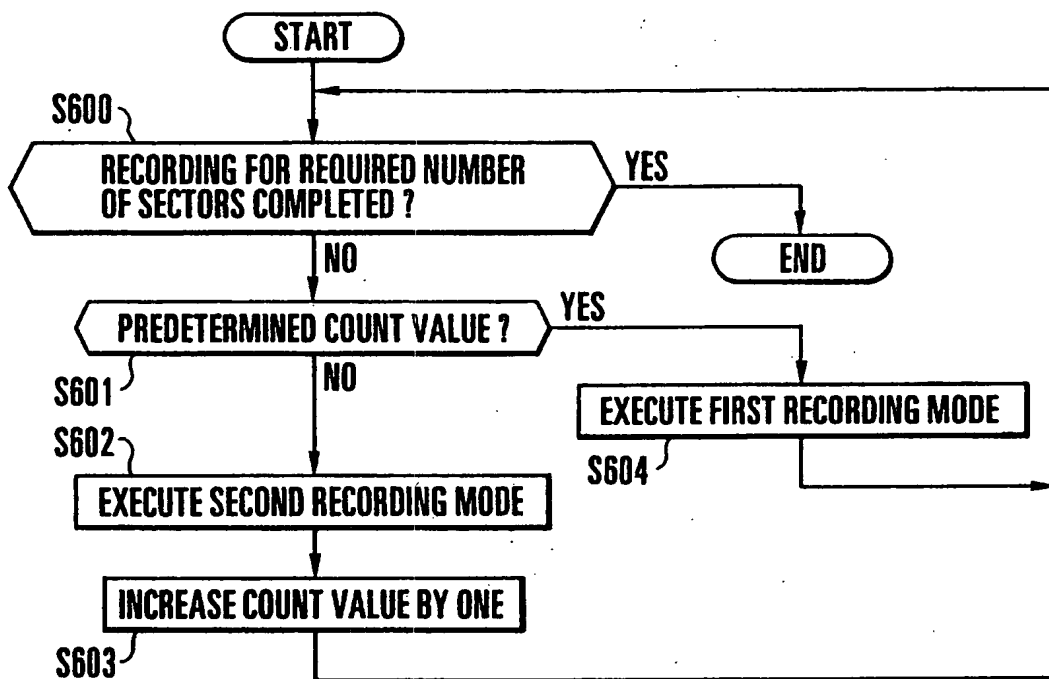 START
S600
RECORDING FOR REQUIRED NUMBER
OF SECTORS COMPLETED ?
YES
NO
END
PREDETERMINED COUNT VALUE ?
YES
S601
NO
EXECUTE FIRST RECORDING MODE
S602
S604
EXECUTE SECOND RECORDING MODE
INCREASE COUNT VALUE BY ONE
S603